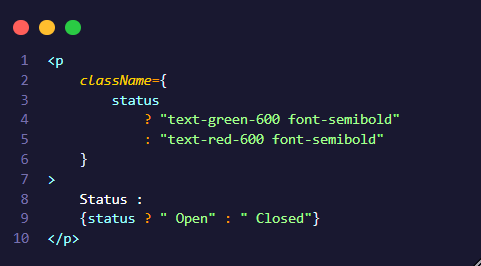 1 <p
2     className={
3         status
4             ? "text-green-600 font-semibold"
5             : "text-red-600 font-semibold"
6     }
7 >
8     Status :
9     {status ? " Open" : " Closed"}
10 </p>